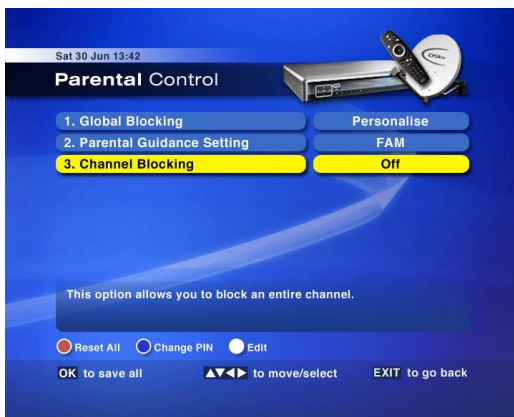 Sat 30 Jun 13:42
Parental Control
1. Global Blocking Personalise
2. Parental Guidance Setting FAM
3. Channel Blocking Off
This option allows you to block an entire channel.
Reset All Change PIN Edit
OK to save all ▲▼◄► to move/select EXIT to go back